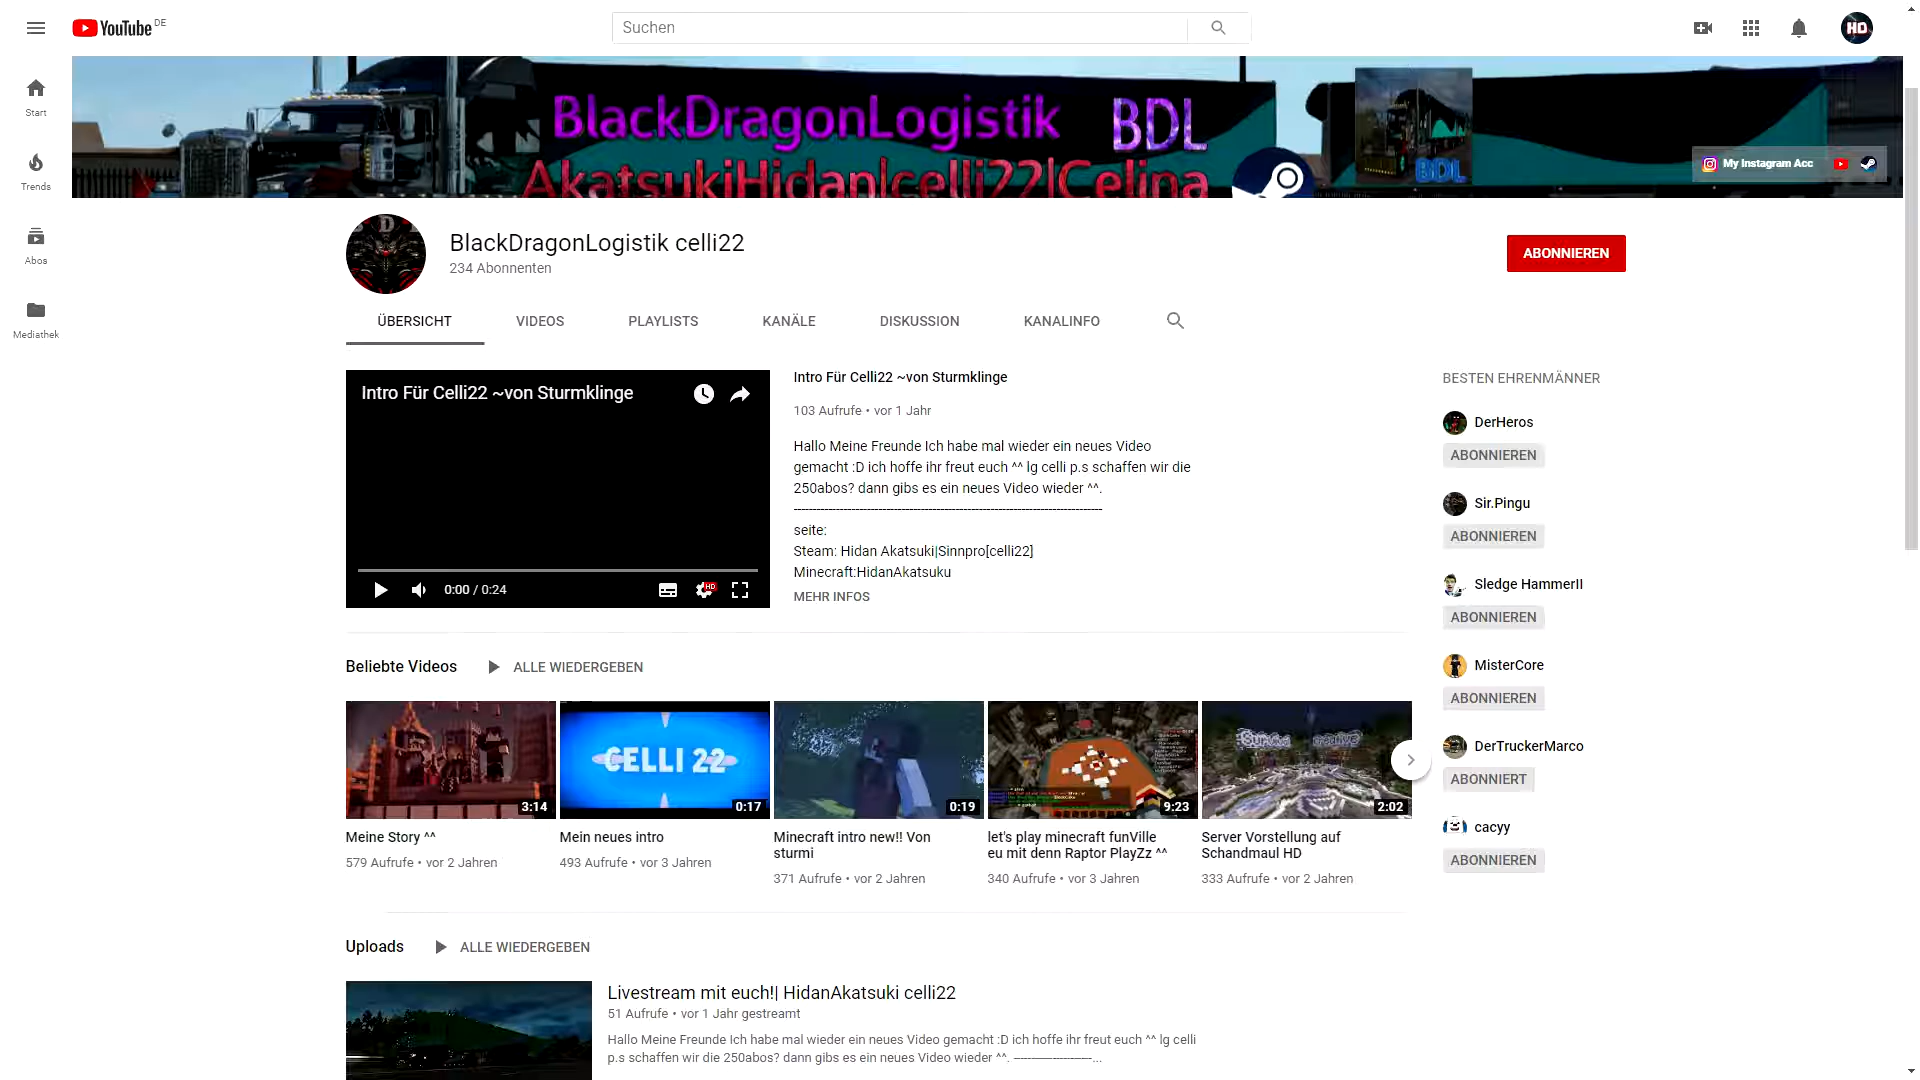 YouTube DE
Suchen
HD
Start
Trends
Abos
Mediathek
BlackDragonLogistik BDL
AkatsukiHidan|celli22|Celina
BDL
My Instagram Acc
BlackDragonLogistik celli22
234 Abonnenten
ABONNIEREN
ÜBERSICHT VIDEOS PLAYLISTS KANÄLE DISKUSSION KANALINFO
Intro Für Celli22 ~von Sturmklinge
0:00 / 0:24
HD
Intro Für Celli22 ~von Sturmklinge
103 Aufrufe • vor 1 Jahr
Hallo Meine Freunde Ich habe mal wieder ein neues Video
gemacht :D ich hoffe ihr freut euch ^^ lg celli p.s schaffen wir die
250abos? dann gibs es ein neues Video wieder ^^.
--------------------------------------------------------------------------------
seite:
Steam: Hidan Akatsuki|Sinnpro[celli22]
Minecraft:HidanAkatsuku
MEHR INFOS
BESTEN EHRENMÄNNER
DerHeros
ABONNIEREN
Sir.Pingu
ABONNIEREN
Sledge HammerII
ABONNIEREN
MisterCore
ABONNIEREN
DerTruckerMarco
ABONNIERT
cacyy
ABONNIEREN
Beliebte Videos ALLE WIEDERGEBEN
3:14
Meine Story ^^
579 Aufrufe • vor 2 Jahren
CELLI 22
0:17
Mein neues intro
493 Aufrufe • vor 3 Jahren
0:19
Minecraft intro new!! Von
sturmi
371 Aufrufe • vor 2 Jahren
9:23
let's play minecraft funVille
eu mit denn Raptor PlayZz ^^
340 Aufrufe • vor 3 Jahren
2:02
Server Vorstellung auf
Schandmaul HD
333 Aufrufe • vor 2 Jahren
Uploads ALLE WIEDERGEBEN
Livestream mit euch!| HidanAkatsuki celli22
51 Aufrufe • vor 1 Jahr gestreamt
Hallo Meine Freunde Ich habe mal wieder ein neues Video gemacht :D ich hoffe ihr freut euch ^^ lg celli
p.s schaffen wir die 250abos? dann gibs es ein neues Video wieder ^^. ----------------------...